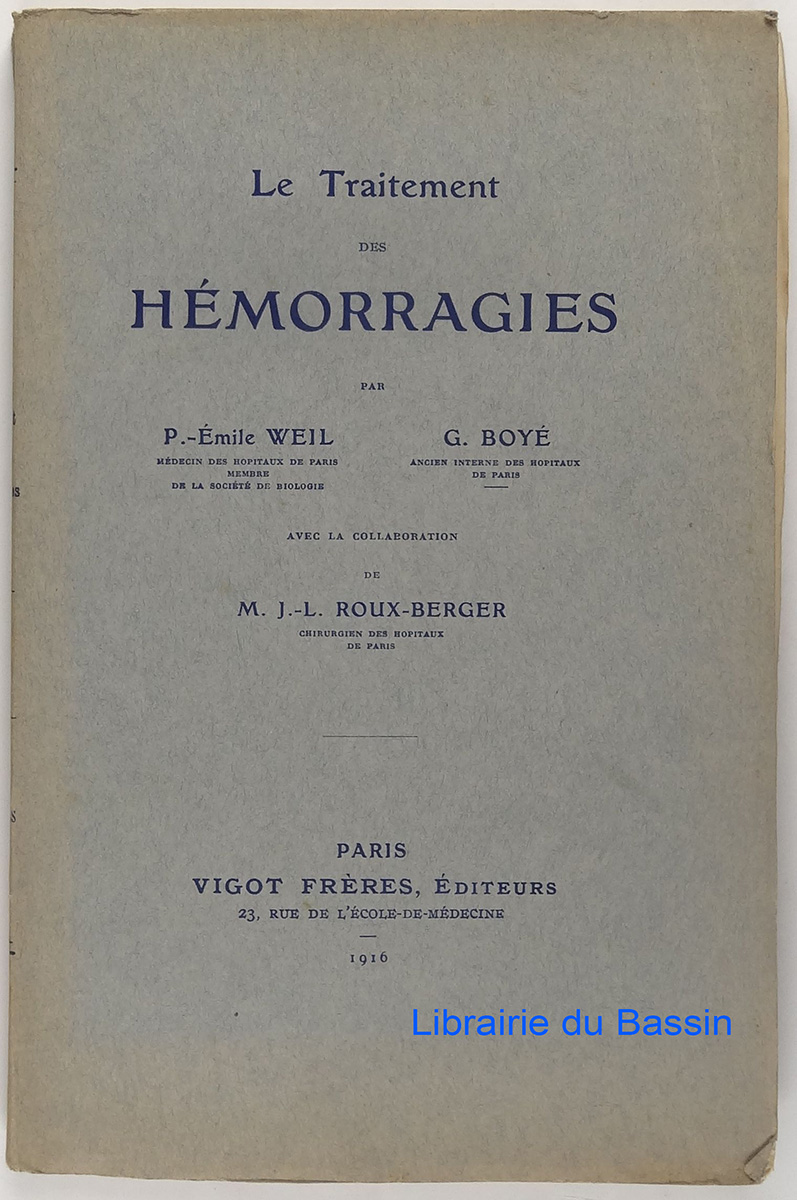 Le Traitement
DES
HÉMORRAGIES
PAR
P.-Émile WEIL
MÉDECIN DES HOPITAUX DE PARIS
MEMBRE
DE LA SOCIÉTÉ DE BIOLOGIE
G. BOYÉ
ANCIEN INTERNE DES HOPITAUX
DE PARIS
AVEC LA COLLABORATION
DE
M. J.-L. ROUX-BERGER
CHIRURGIEN DES HOPITAUX
DE PARIS
PARIS
VIGOT FRÈRES, ÉDITEURS
23, RUE DE L'ÉCOLE-DE-MÉDECINE
1916
Librairie du Bassin